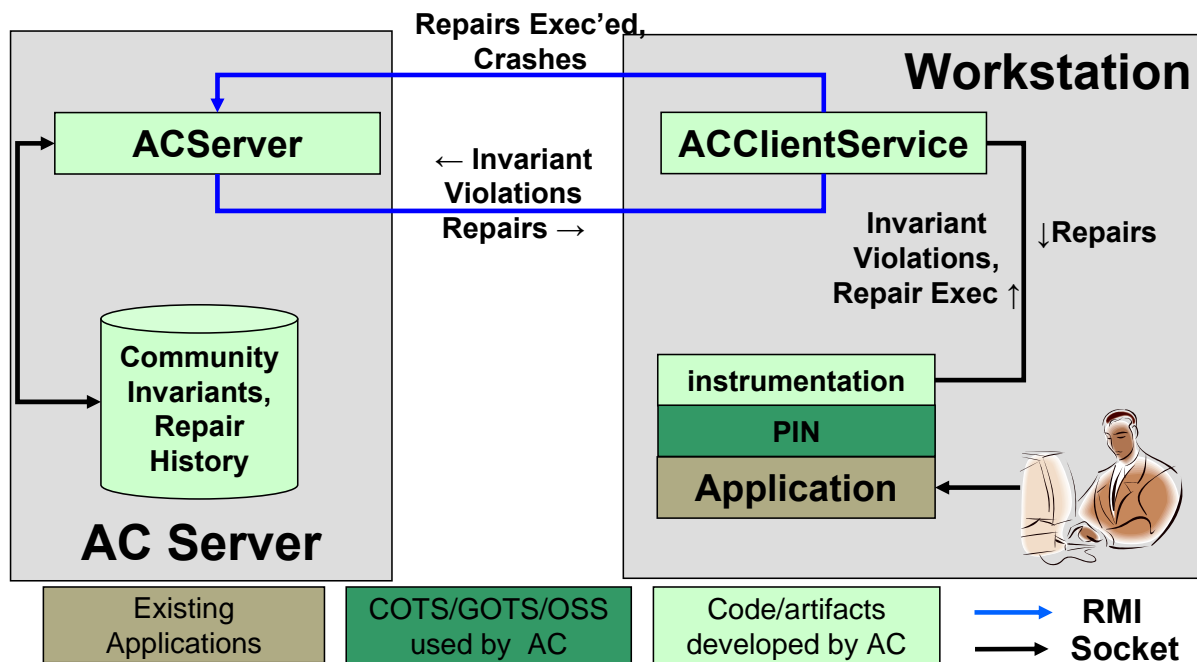 Repairs Exec'ed,
Crashes
Workstation
ACServer
ACClientService
← Invariant
Violations
Repairs →
Invariant
Violations,
Repair Exec ↑
↓Repairs
Community
Invariants,
Repair
History
instrumentation
PIN
Application
AC Server
Existing
Applications
COTS/GOTS/OSS
used by AC
Code/artifacts
developed by AC
RMI
Socket